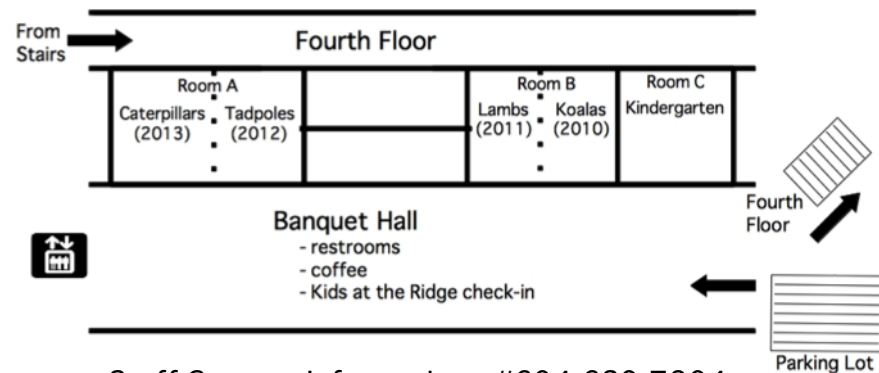 From
Stairs
Fourth Floor
Room A
Caterpillars
(2013)
Tadpoles
(2012)
Room B
Lambs
(2011)
Koalas
(2010)
Room C
Kindergarten
Fourth
Floor
Banquet Hall
- restrooms
- coffee
- Kids at the Ridge check-in
Parking Lot